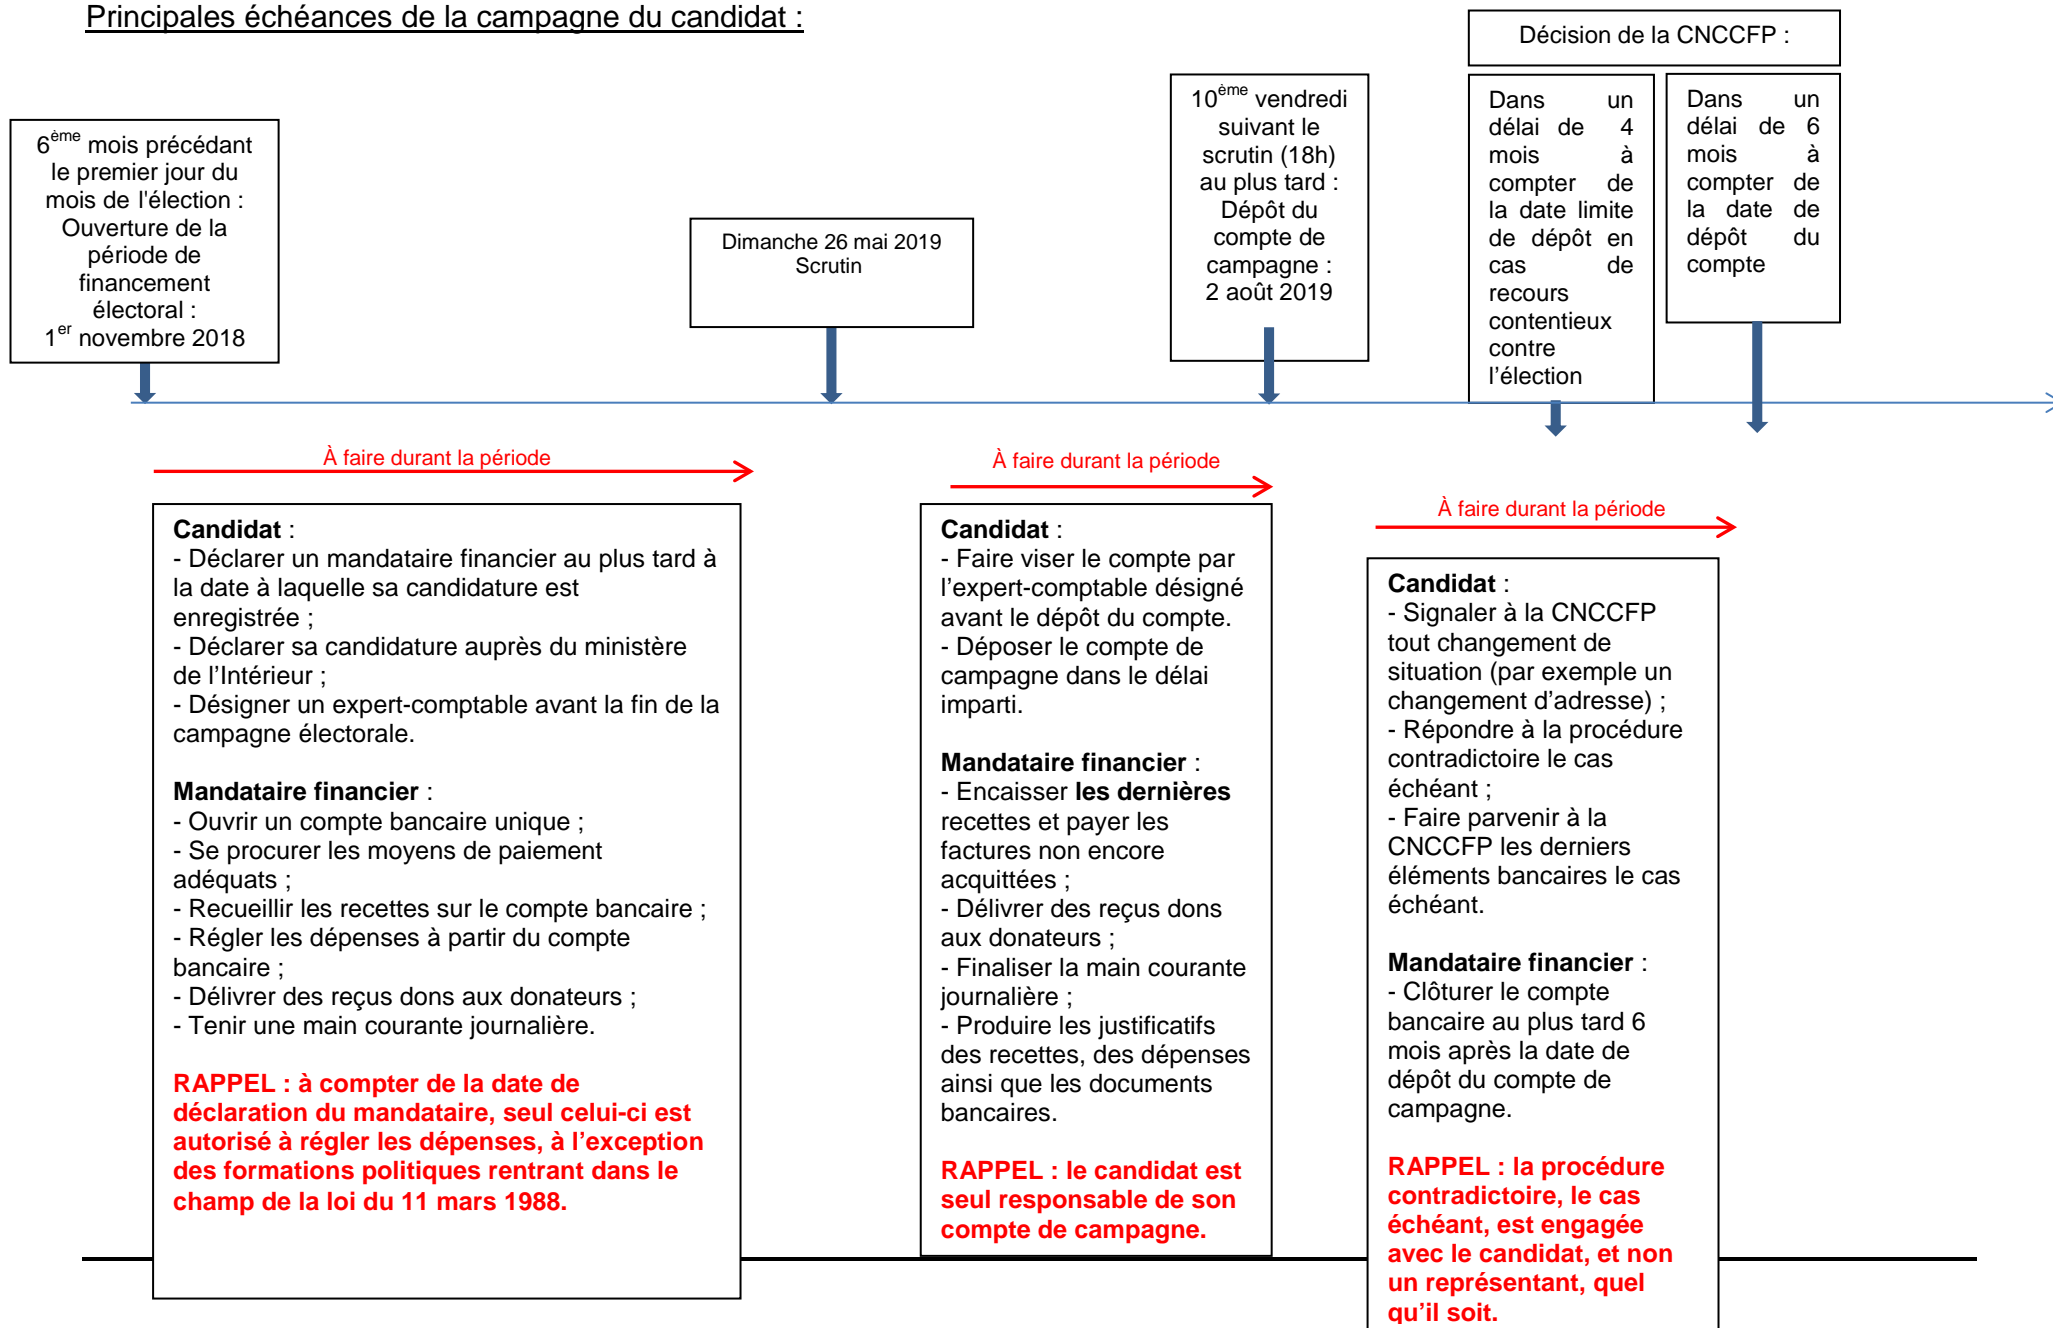 Principales échéances de la campagne du candidat :
6ème mois précédant
le premier jour du
mois de l'élection :
Ouverture de la
période de
financement
électoral :
1er novembre 2018
Dimanche 26 mai 2019
Scrutin
10ème vendredi
suivant le
scrutin (18h)
au plus tard :
Dépôt du
compte de
campagne :
2 août 2019
Décision de la CNCCFP :
Dans un
délai de 4
mois à
compter de
la date limite
de dépôt en
cas de
recours
contentieux
contre
l’élection
Dans un
délai de 6
mois à
compter de
la date de
dépôt du
compte
À faire durant la période
Candidat :
- Déclarer un mandataire financier au plus tard à
la date à laquelle sa candidature est
enregistrée ;
- Déclarer sa candidature auprès du ministère
de l’Intérieur ;
- Désigner un expert-comptable avant la fin de la
campagne électorale.
Mandataire financier :
- Ouvrir un compte bancaire unique ;
- Se procurer les moyens de paiement
adéquats ;
- Recueillir les recettes sur le compte bancaire ;
- Régler les dépenses à partir du compte
bancaire ;
- Délivrer des reçus dons aux donateurs ;
- Tenir une main courante journalière.
RAPPEL : à compter de la date de
déclaration du mandataire, seul celui-ci est
autorisé à régler les dépenses, à l’exception
des formations politiques rentrant dans le
champ de la loi du 11 mars 1988.
À faire durant la période
Candidat :
- Faire viser le compte par
l’expert-comptable désigné
avant le dépôt du compte.
- Déposer le compte de
campagne dans le délai
imparti.
Mandataire financier :
- Encaisser les dernières
recettes et payer les
factures non encore
acquittées ;
- Délivrer des reçus dons
aux donateurs ;
- Finaliser la main courante
journalière ;
- Produire les justificatifs
des recettes, des dépenses
ainsi que les documents
bancaires.
RAPPEL : le candidat est
seul responsable de son
compte de campagne.
À faire durant la période
Candidat :
- Signaler à la CNCCFP
tout changement de
situation (par exemple un
changement d’adresse) ;
- Répondre à la procédure
contradictoire le cas
échéant ;
- Faire parvenir à la
CNCCFP les derniers
éléments bancaires le cas
échéant.
Mandataire financier :
- Clôturer le compte
bancaire au plus tard 6
mois après la date de
dépôt du compte de
campagne.
RAPPEL : la procédure
contradictoire, le cas
échéant, est engagée
avec le candidat, et non
un représentant, quel
qu’il soit.